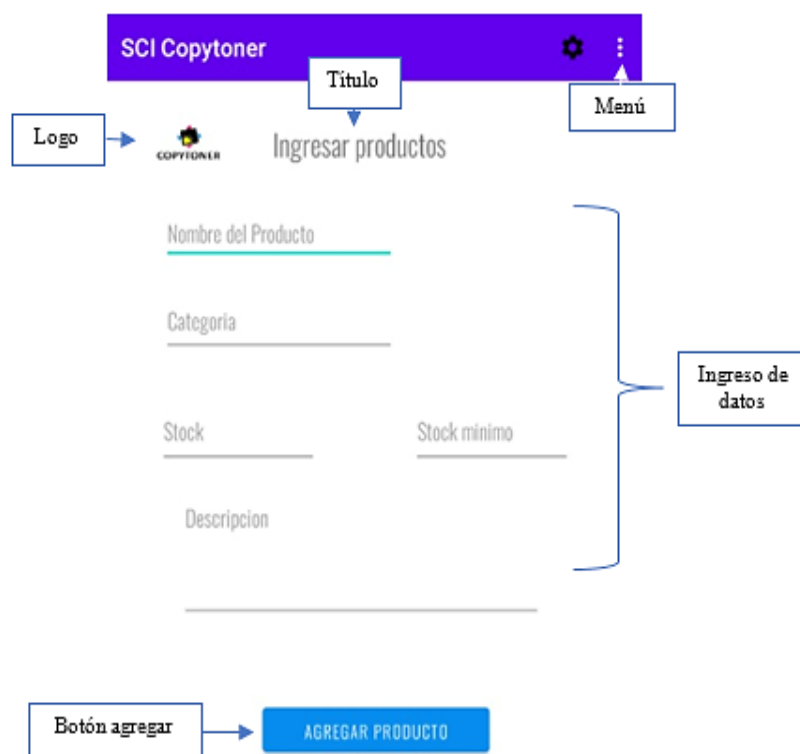 SCI Copytoner
Título
Menú
Logo
COPYTONER
Ingresar productos
Nombre del Producto
Categoria
Ingreso de
datos
Stock
Stock minimo
Descripcion
Botón agregar
AGREGAR PRODUCTO